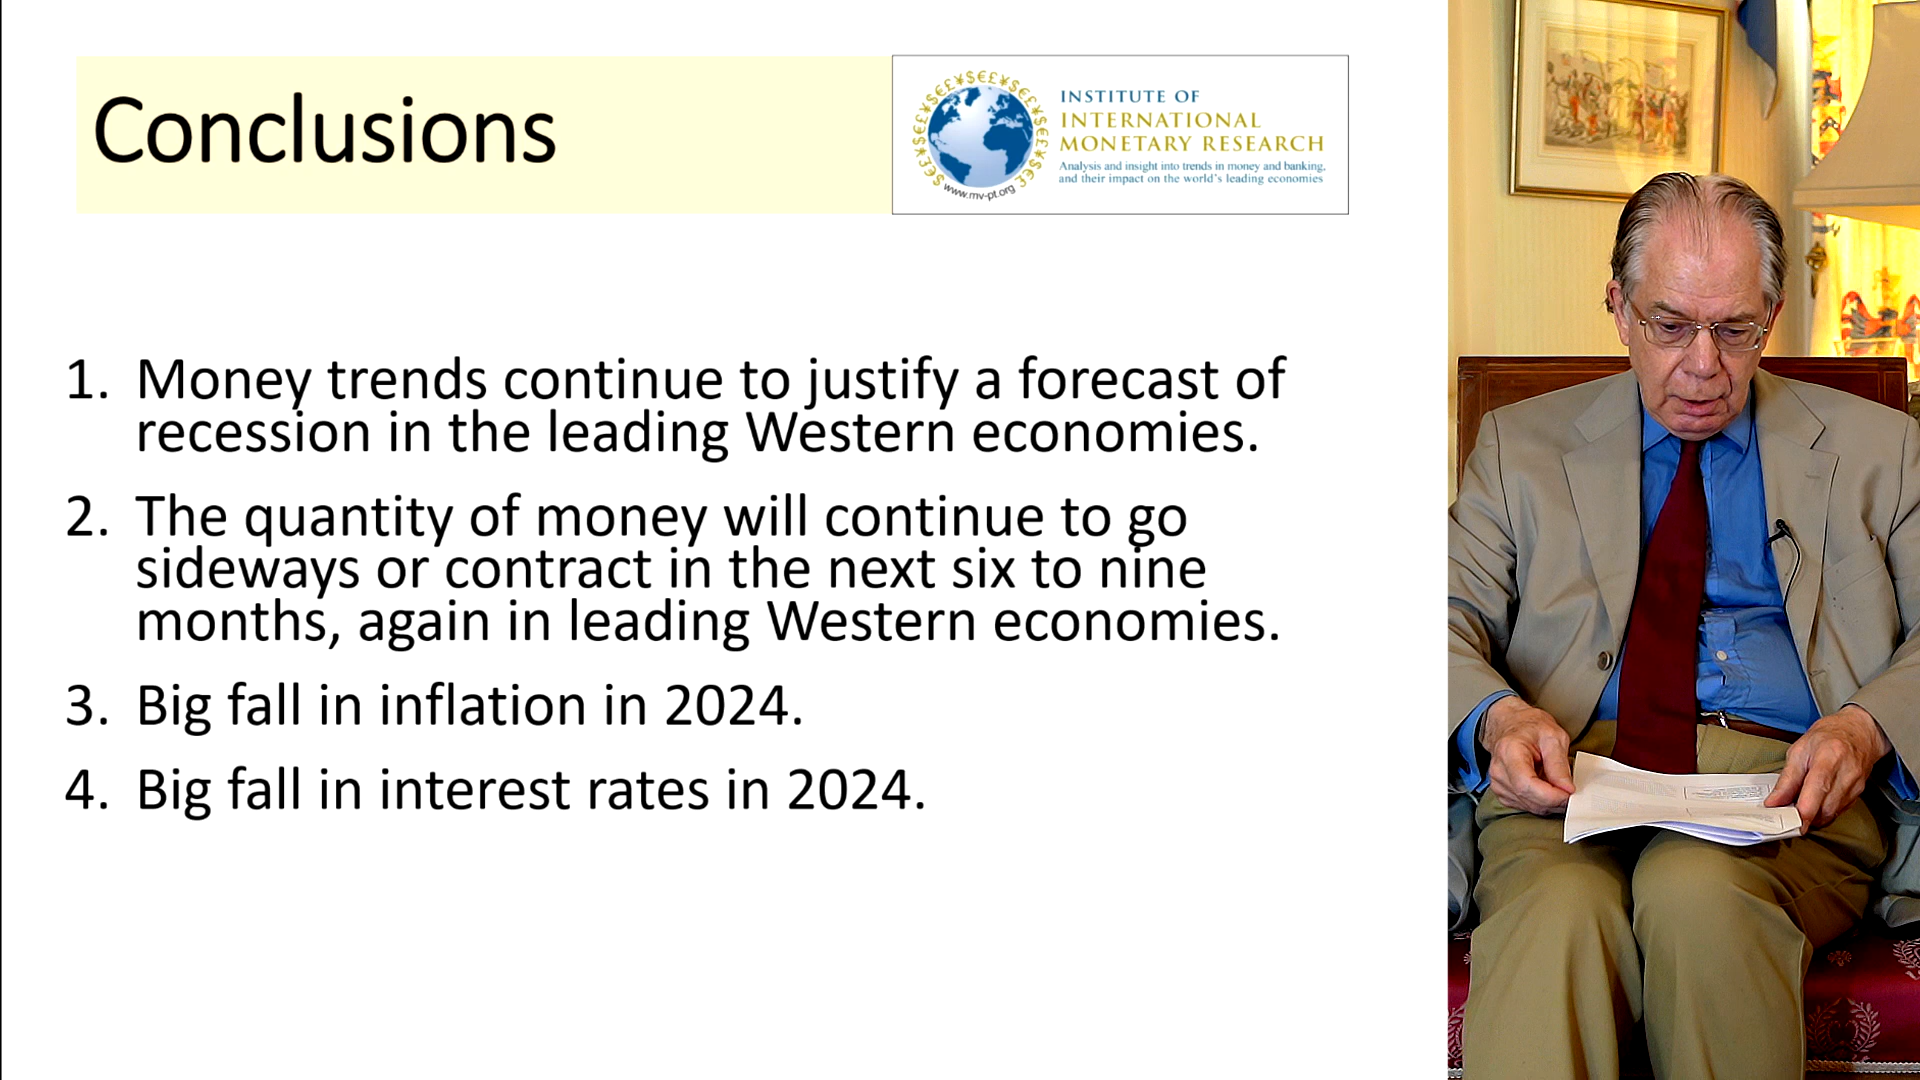 Conclusions
INSTITUTE OF
INTERNATIONAL
MONETARY RESEARCH
Analysis and insight into trends in money and banking,
and their impact on the world's leading economies
www.mv-pt.org
1. Money trends continue to justify a forecast of
recession in the leading Western economies.
2. The quantity of money will continue to go
sideways or contract in the next six to nine
months, again in leading Western economies.
3. Big fall in inflation in 2024.
4. Big fall in interest rates in 2024.